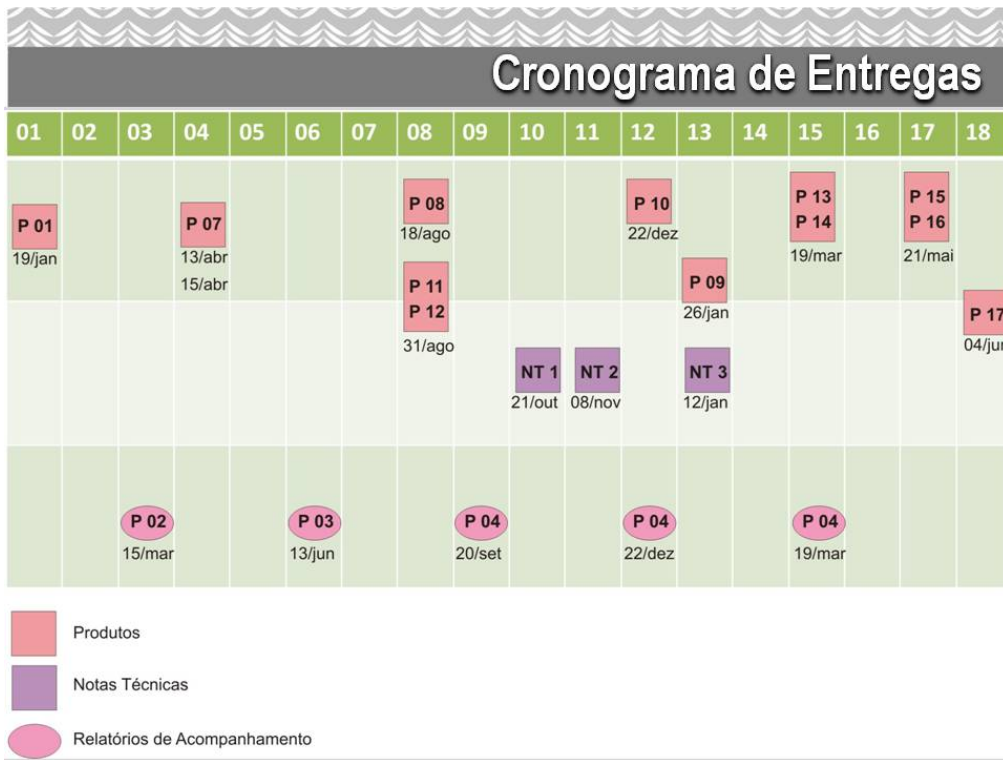 Cronograma de Entregas
01 02 03 04 05 06 07 08 09 10 11 12 13 14 15 16 17 18
P 01
19/jan
P 07
13/abr
15/abr
P 08
18/ago
P 11
P 12
31/ago
P 10
22/dez
P 09
26/jan
P 13
P 14
19/mar
P 15
P 16
21/mai
P 17
04/jun
NT 1
21/out
NT 2
08/nov
NT 3
12/jan
P 02
15/mar
P 03
13/jun
P 04
20/set
P 04
22/dez
P 04
19/mar
Produtos
Notas Técnicas
Relatórios de Acompanhamento